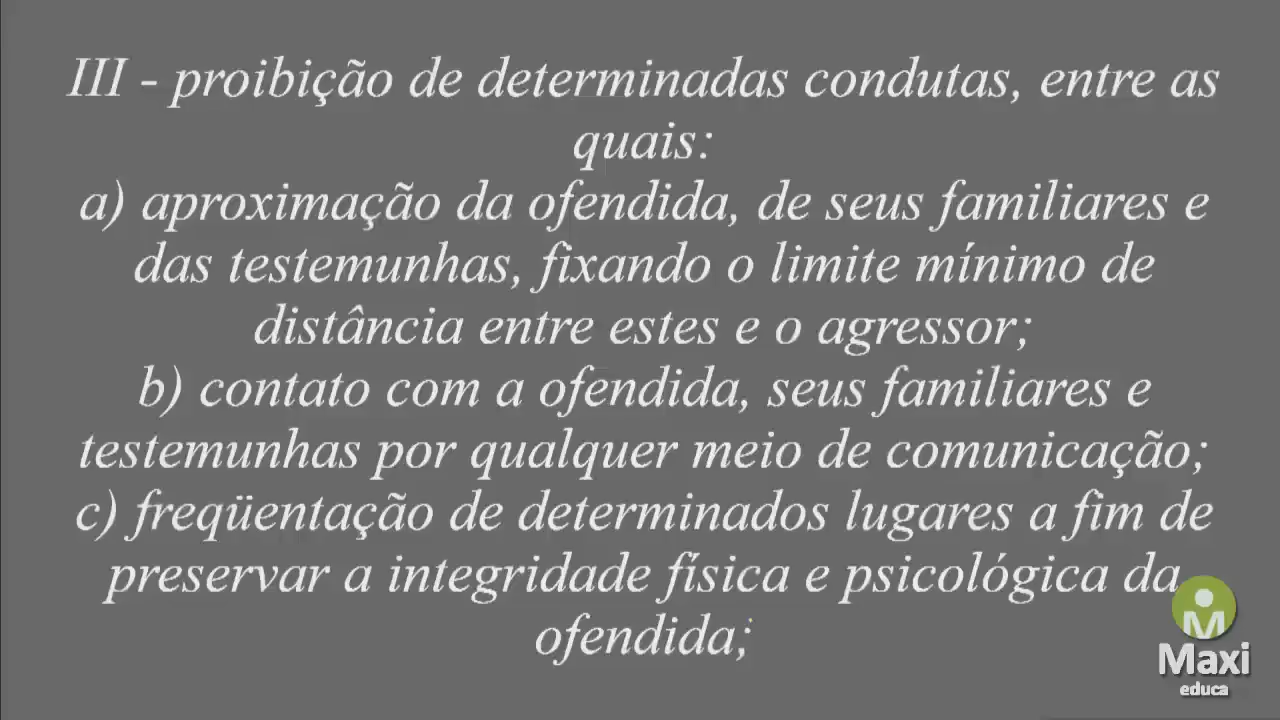 III - proibição de determinadas condutas, entre as
quais:
a) aproximação da ofendida, de seus familiares e
das testemunhas, fixando o limite mínimo de
distância entre estes e o agressor;
b) contato com a ofendida, seus familiares e
testemunhas por qualquer meio de comunicação;
c) freqüentação de determinados lugares a fim de
preservar a integridade física e psicológica da
ofendida;
M
Maxi
educa